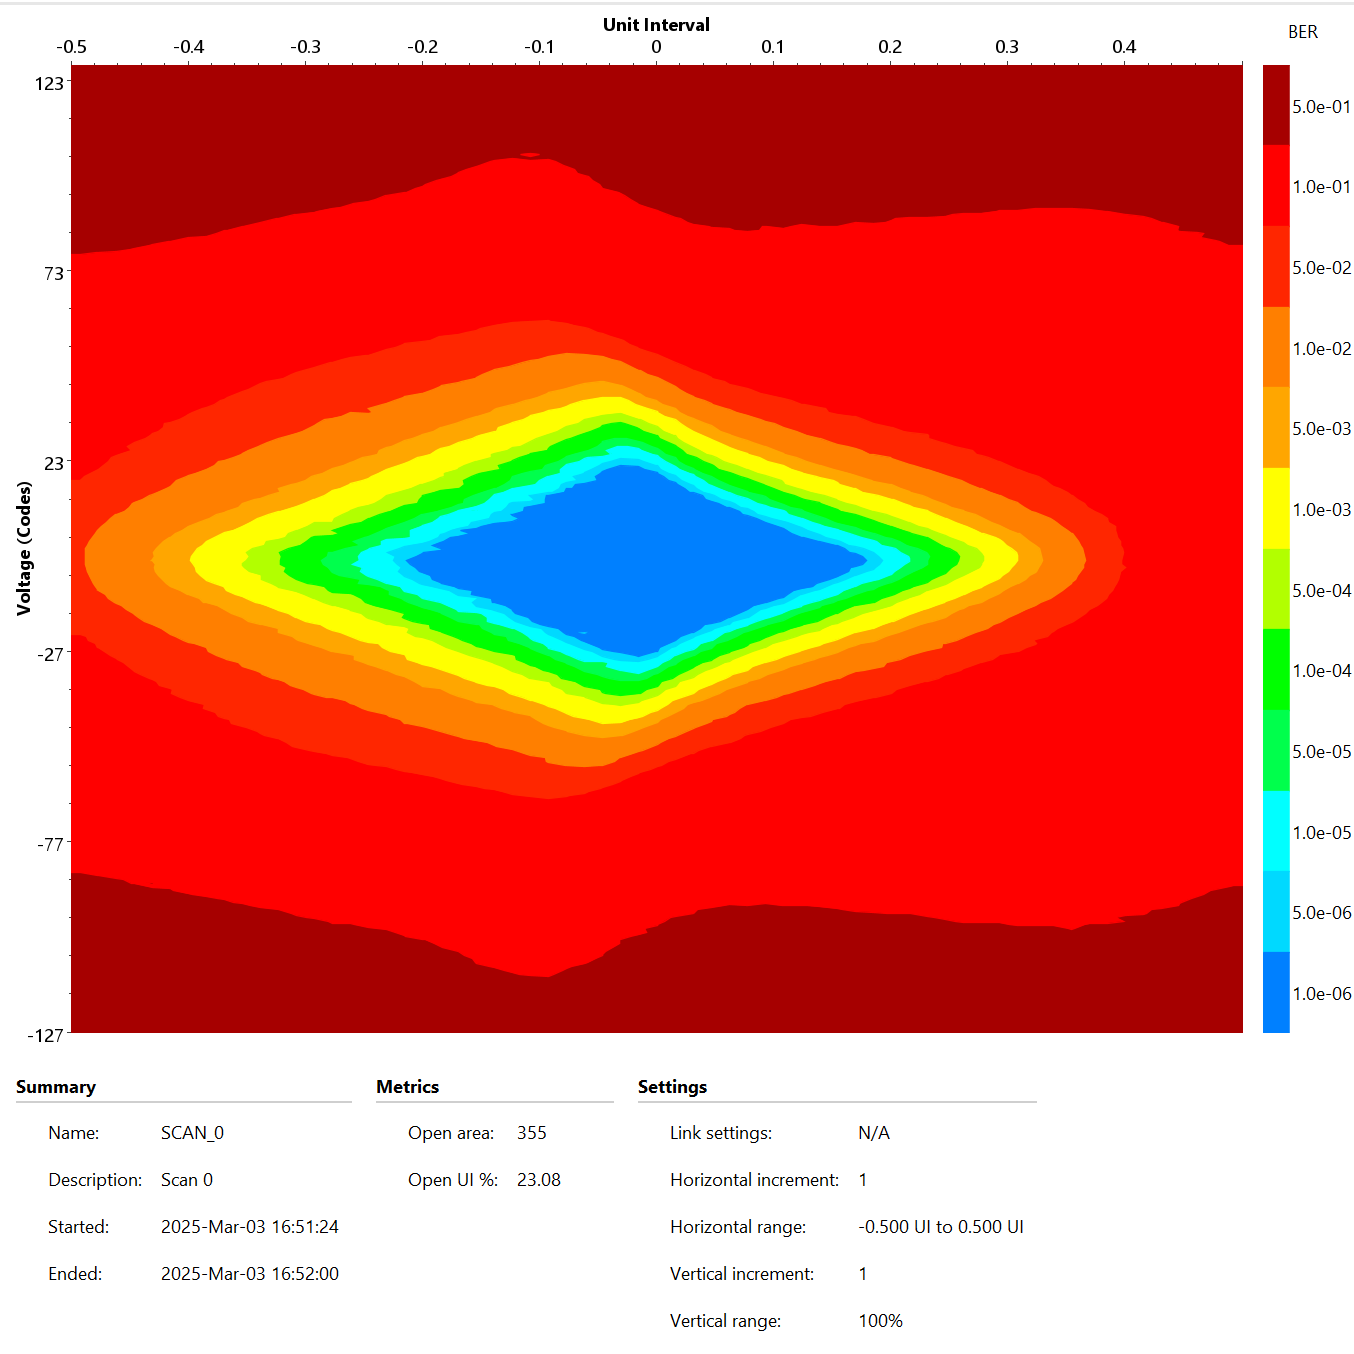 Unit Interval
-0.5 -0.4 -0.3 -0.2 -0.1 0 0.1 0.2 0.3 0.4
BER
123
73
23
-27
-77
-127
Voltage (Codes)
5.0e-01
1.0e-01
5.0e-02
1.0e-02
5.0e-03
1.0e-03
5.0e-04
1.0e-04
5.0e-05
1.0e-05
5.0e-06
1.0e-06
Summary
Name: SCAN_0
Description: Scan 0
Started: 2025-Mar-03 16:51:24
Ended: 2025-Mar-03 16:52:00
Metrics
Open area: 355
Open UI %: 23.08
Settings
Link settings: N/A
Horizontal increment: 1
Horizontal range: -0.500 UI to 0.500 UI
Vertical increment: 1
Vertical range: 100%